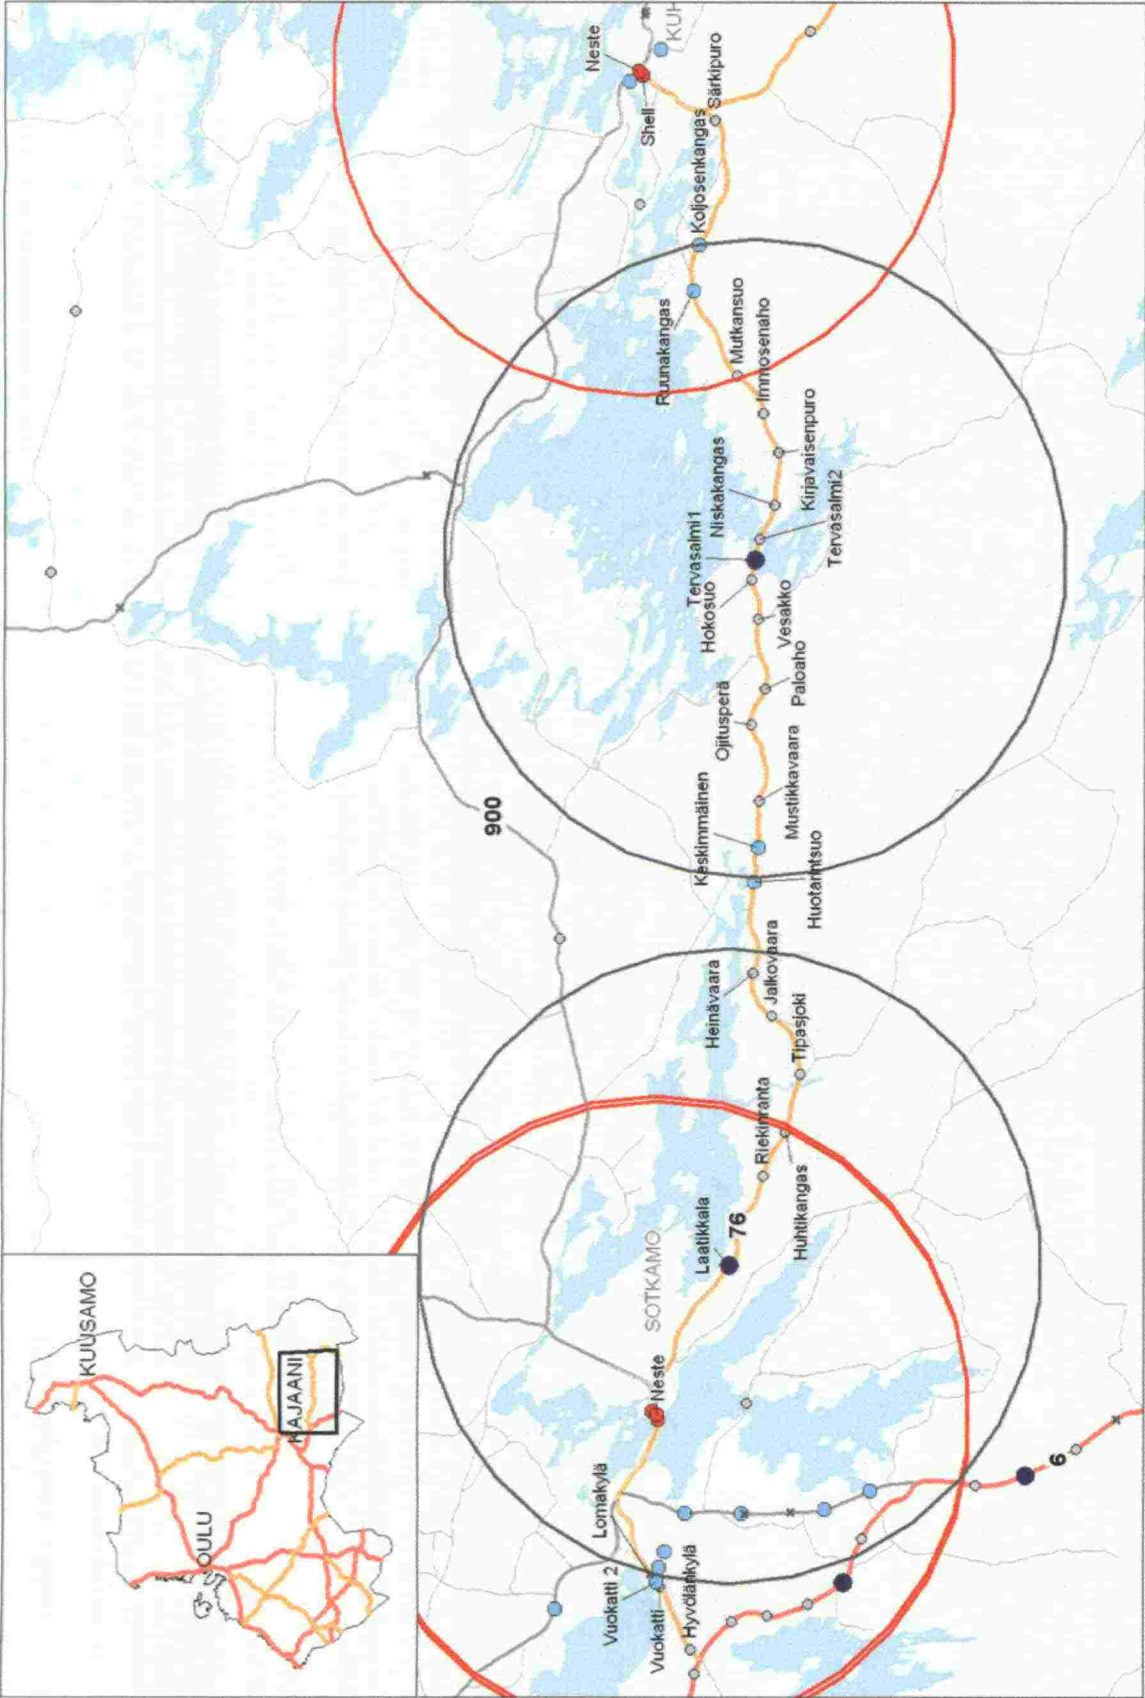 KUUSAMO
OULU
KAJAANI
900
76
6
SOTKAMO
KUH
Neste
Shell
Särkipuro
Koljosenkangas
Ruunakangas
Mutkansuo
Immosenaho
Kirjavaisenpuro
Niskakangas
Tervasalmi2
Tervasalmi1
Hokosuo
Vesakko
Paloaho
Ojitusperä
Mustikkavaara
Keskimmäinen
Huotarintsuo
Heinävaara
Jalkovaara
Tipasjoki
Riekinranta
Huhtikangas
Laatikkala
Neste
Lomakylä
Vuokatti 2
Vuokatti
Hyvölänkylä